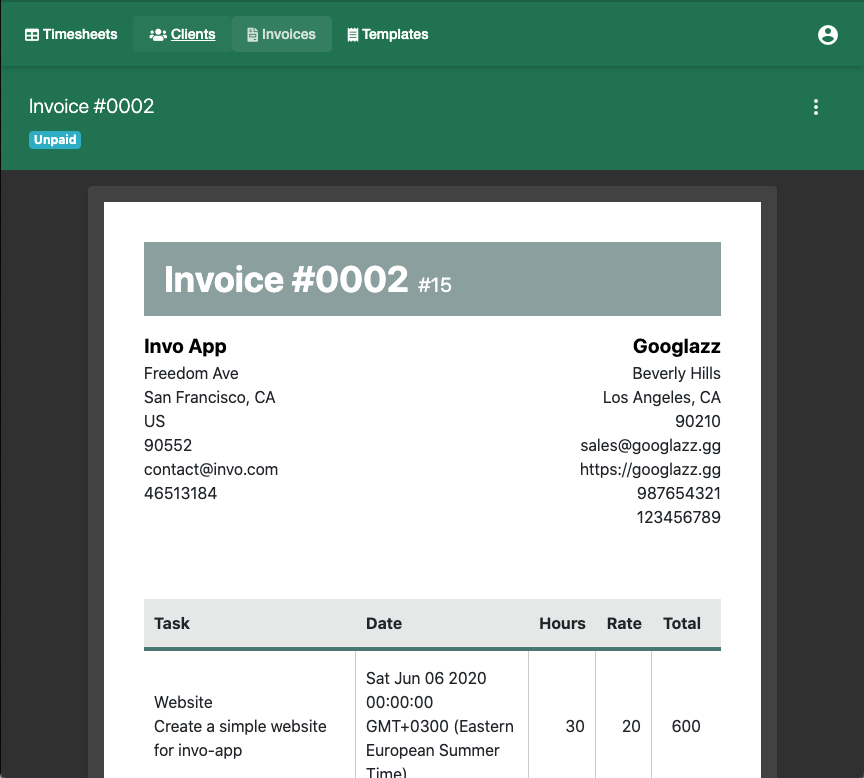 Timesheets Clients Invoices Templates
Invoice #0002
Unpaid
Invoice #0002 #15
Invo App
Freedom Ave
San Francisco, CA
US
90552
contact@invo.com
46513184
Googlazz
Beverly Hills
Los Angeles, CA
90210
sales@googlazz.gg
https://googlazz.gg
987654321
123456789
Task Date Hours Rate Total
Website
Create a simple website
for invo-app
Sat Jun 06 2020
00:00:00
GMT+0300 (Eastern
European Summer
Time)
30 20 600